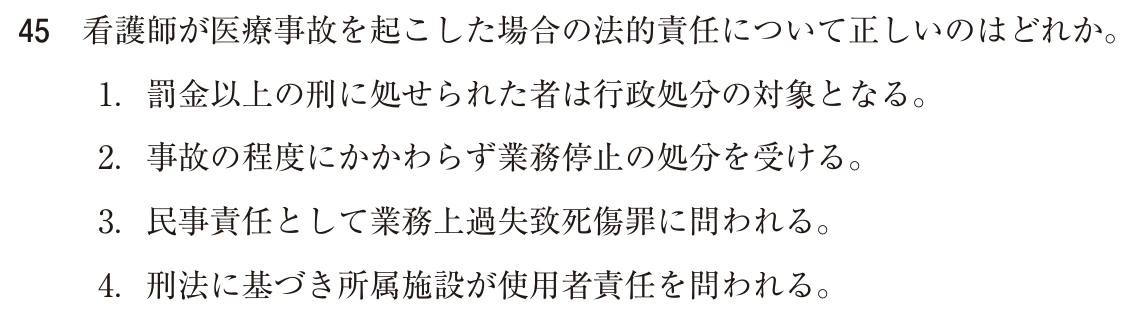 45 看護師が医療事故を起こした場合の法的責任について正しいのはどれか。
1. 罰金以上の刑に処せられた者は行政処分の対象となる。
2. 事故の程度にかかわらず業務停止の処分を受ける。
3. 民事責任として業務上過失致死傷罪に問われる。
4. 刑法に基づき所属施設が使用者責任を問われる。